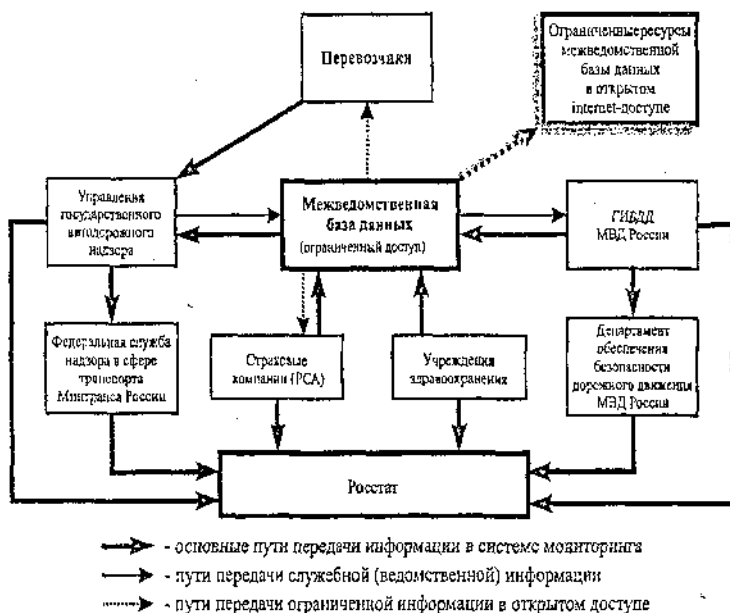 Перевозчики
Ограниченные ресурсы
межведомственной
базы данных
в открытом
internet-доступе
Управления
государственного
автодорожного
надзора
Межведомственная
база данных
(ограниченный доступ)
ГИБДД
МВД России
Федеральная служба
надзора в сфере
транспорта
Минтранса России
Страховые
компании (РСА)
Учреждения
здравоохранения
Департамент
обеспечения
безопасности
дорожного движения
МВД России
Росстат
- основные пути передачи информации в системе мониторинга
- пути передачи служебной (ведомственной) информации
- пути передачи ограниченной информации в открытом доступе